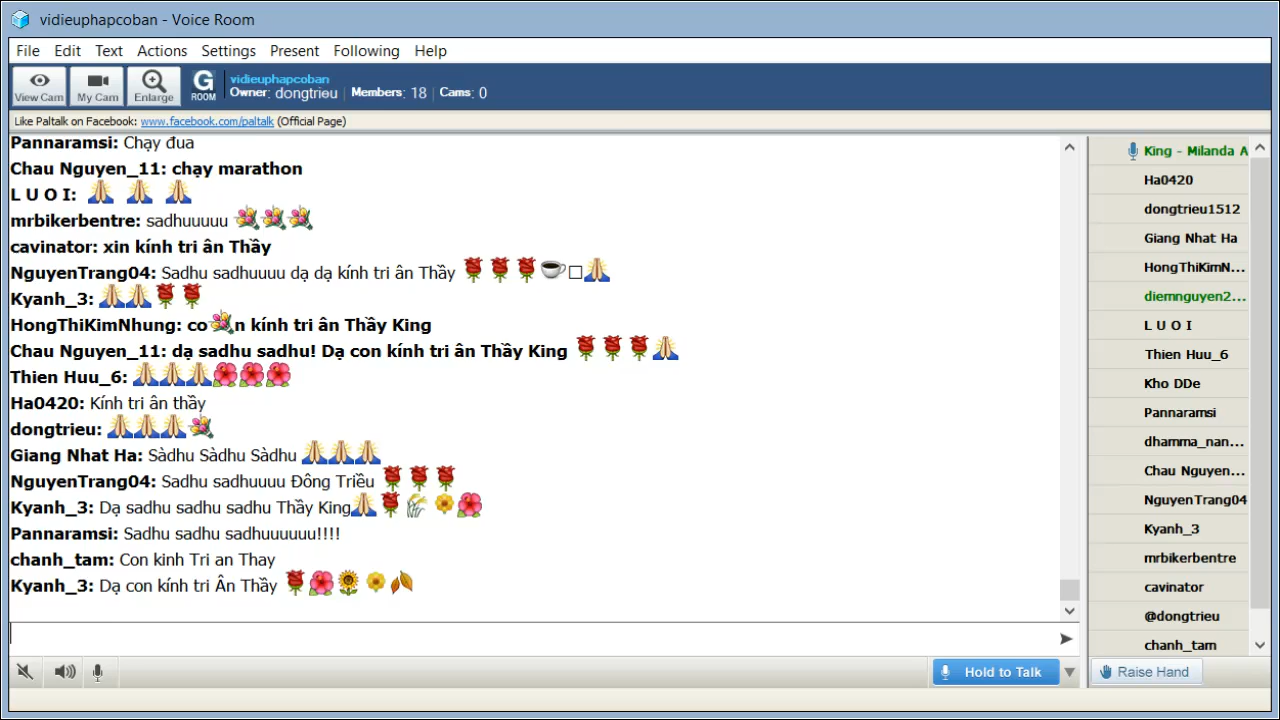 vidieuphapcoban - Voice Room
File Edit Text Actions Settings Present Following Help
View Cam My Cam Enlarge G ROOM
vidieuphapcoban
Owner: dongtrieu | Members: 18 | Cams: 0
Like Paltalk on Facebook: www.facebook.com/paltalk (Official Page)
Pannaramsi: Chạy đua
Chau Nguyen_11: chạy marathon
L U O I:
mrbikerbentre: sadhuuuuu
cavinator: xin kính tri ân Thầy
NguyenTrang04: Sadhu sadhuuuu dạ dạ kính tri ân Thầy
Kyanh_3:
HongThiKimNhung: co n kính tri ân Thầy King
Chau Nguyen_11: dạ sadhu sadhu! Dạ con kính tri ân Thầy King
Thien Huu_6:
Ha0420: Kính tri ân thầy
dongtrieu:
Giang Nhat Ha: Sàdhu Sàdhu Sàdhu
NguyenTrang04: Sadhu sadhuuuu Đông Triều
Kyanh_3: Dạ sadhu sadhu sadhu Thầy King
Pannaramsi: Sadhu sadhu sadhuuuuuu!!!!
chanh_tam: Con kinh Tri an Thay
Kyanh_3: Dạ con kính tri Ân Thầy
King - Milanda A
Ha0420
dongtrieu1512
Giang Nhat Ha
HongThiKimN...
diemnguyen2...
L U O I
Thien Huu_6
Kho DDe
Pannaramsi
dhamma_nan...
Chau Nguyen...
NguyenTrang04
Kyanh_3
mrbikerbentre
cavinator
@dongtrieu
chanh_tam
Hold to Talk
Raise Hand